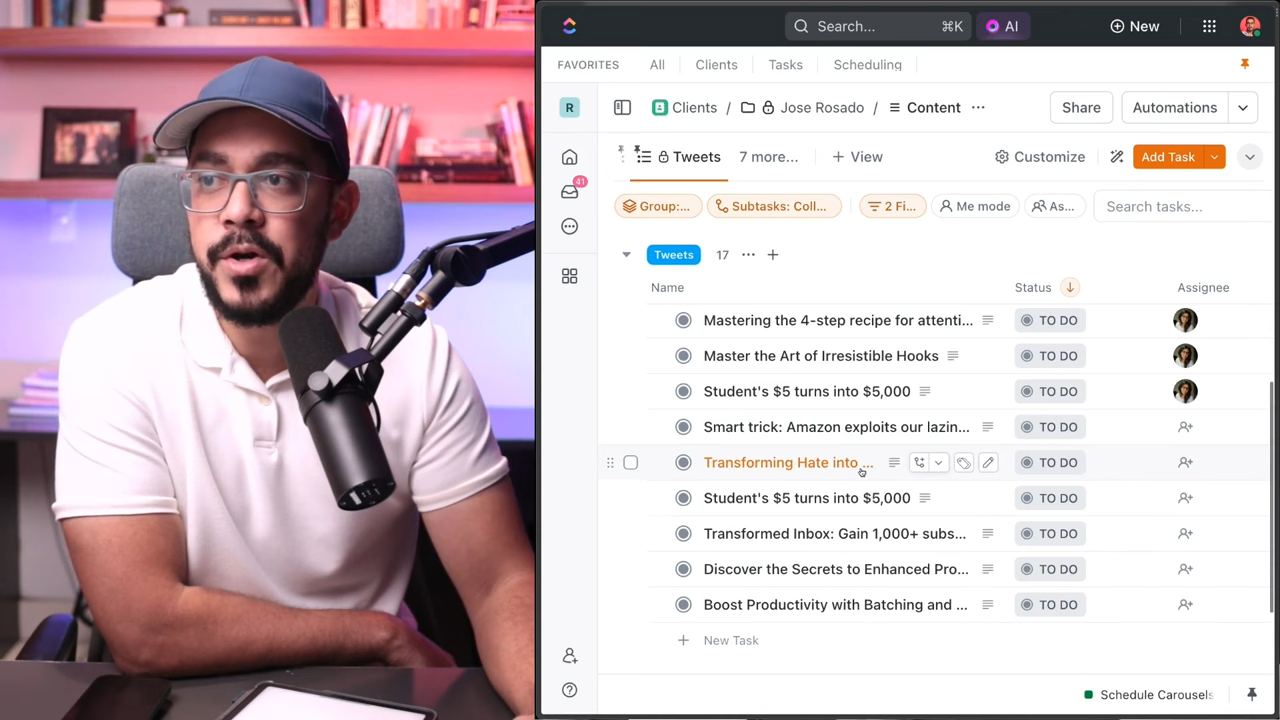 Search... ⌘K AI New
FAVORITES All Clients Tasks Scheduling
R Clients / Jose Rosado / Content ... Share Automations
Tweets 7 more... + View Customize Add Task
41
Group:... Subtasks: Coll... 2 Fi... Me mode As... Search tasks...
Tweets 17 ... +
Name Status Assignee
Mastering the 4-step recipe for attenti... TO DO
Master the Art of Irresistible Hooks TO DO
Student's $5 turns into $5,000 TO DO
Smart trick: Amazon exploits our lazin... TO DO
Transforming Hate into ... TO DO
Student's $5 turns into $5,000 TO DO
Transformed Inbox: Gain 1,000+ subs... TO DO
Discover the Secrets to Enhanced Pro... TO DO
Boost Productivity with Batching and ... TO DO
+ New Task
Schedule Carousels